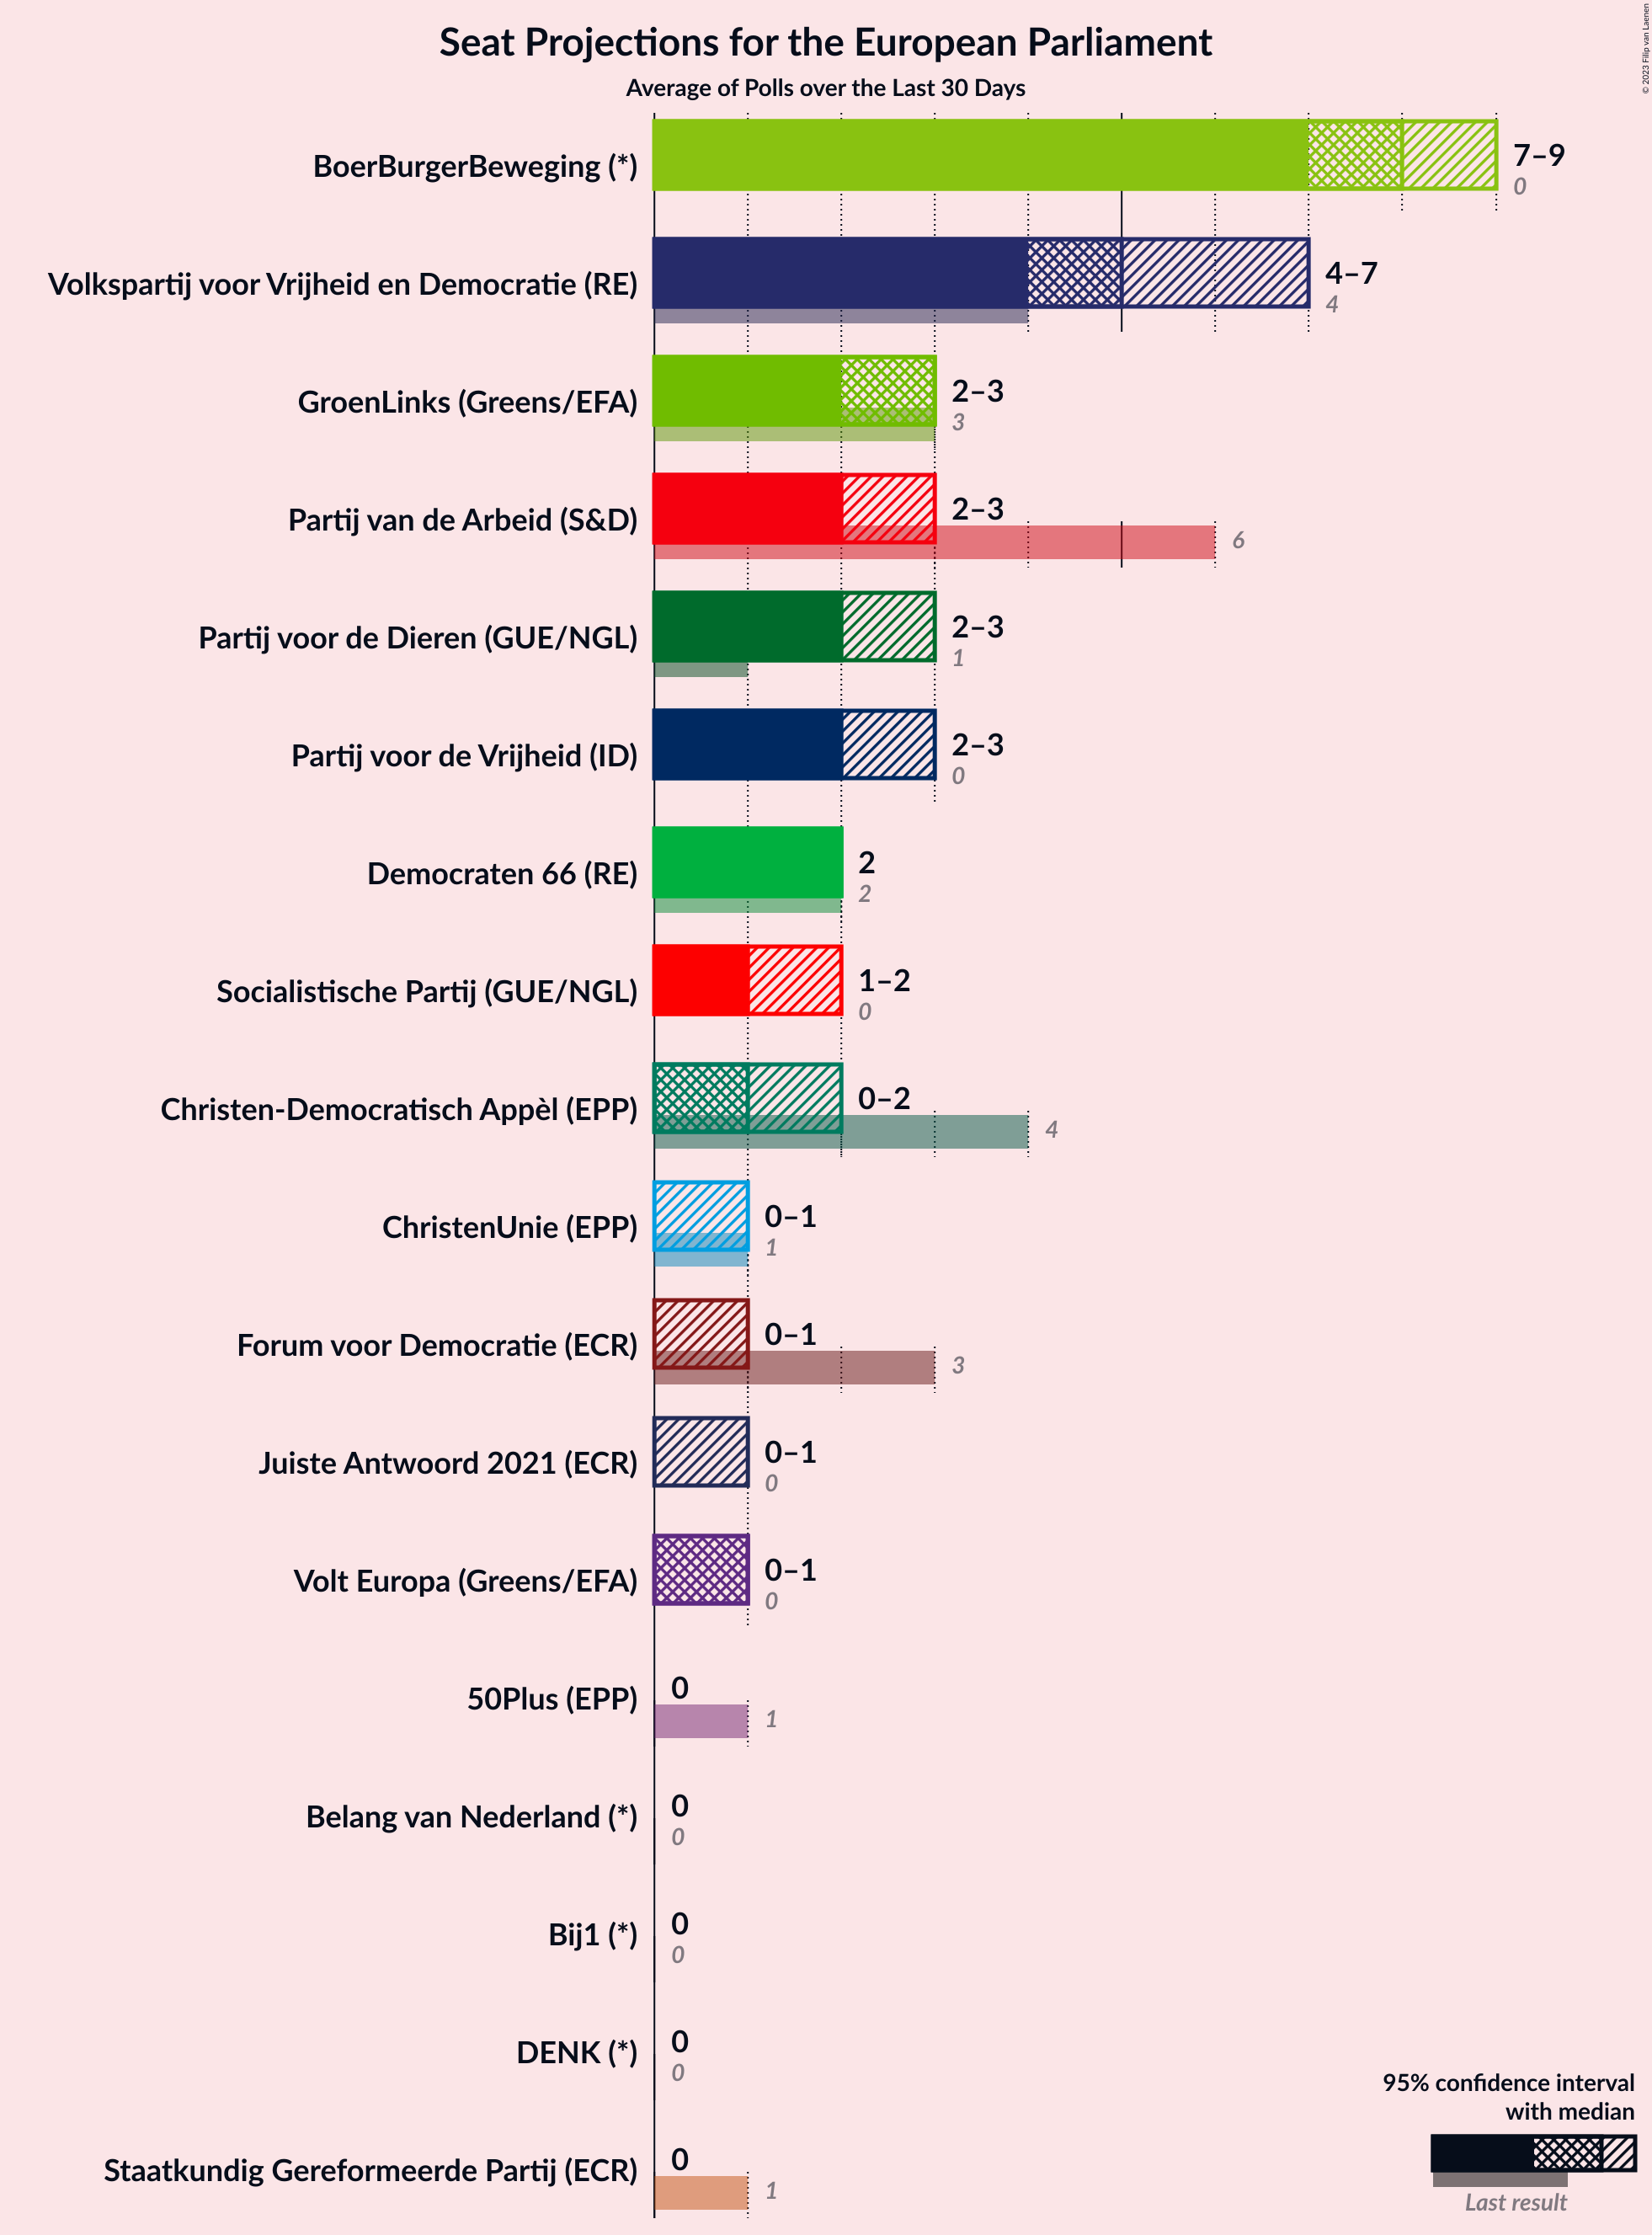 Seat Projections for the European Parliament
Average of Polls over the Last 30 Days
© 2023 Filip van Laenen
BoerBurgerBeweging (*)
7–9
0
Volkspartij voor Vrijheid en Democratie (RE)
4–7
4
GroenLinks (Greens/EFA)
2–3
3
Partij van de Arbeid (S&D)
2–3
6
Partij voor de Dieren (GUE/NGL)
2–3
1
Partij voor de Vrijheid (ID)
2–3
0
Democraten 66 (RE)
2
2
Socialistische Partij (GUE/NGL)
1–2
0
Christen-Democratisch Appèl (EPP)
0–2
4
ChristenUnie (EPP)
0–1
1
Forum voor Democratie (ECR)
0–1
3
Juiste Antwoord 2021 (ECR)
0–1
0
Volt Europa (Greens/EFA)
0–1
0
50Plus (EPP)
0
1
Belang van Nederland (*)
0
0
Bij1 (*)
0
0
DENK (*)
0
0
Staatkundig Gereformeerde Partij (ECR)
0
1
95% confidence interval
with median
Last result